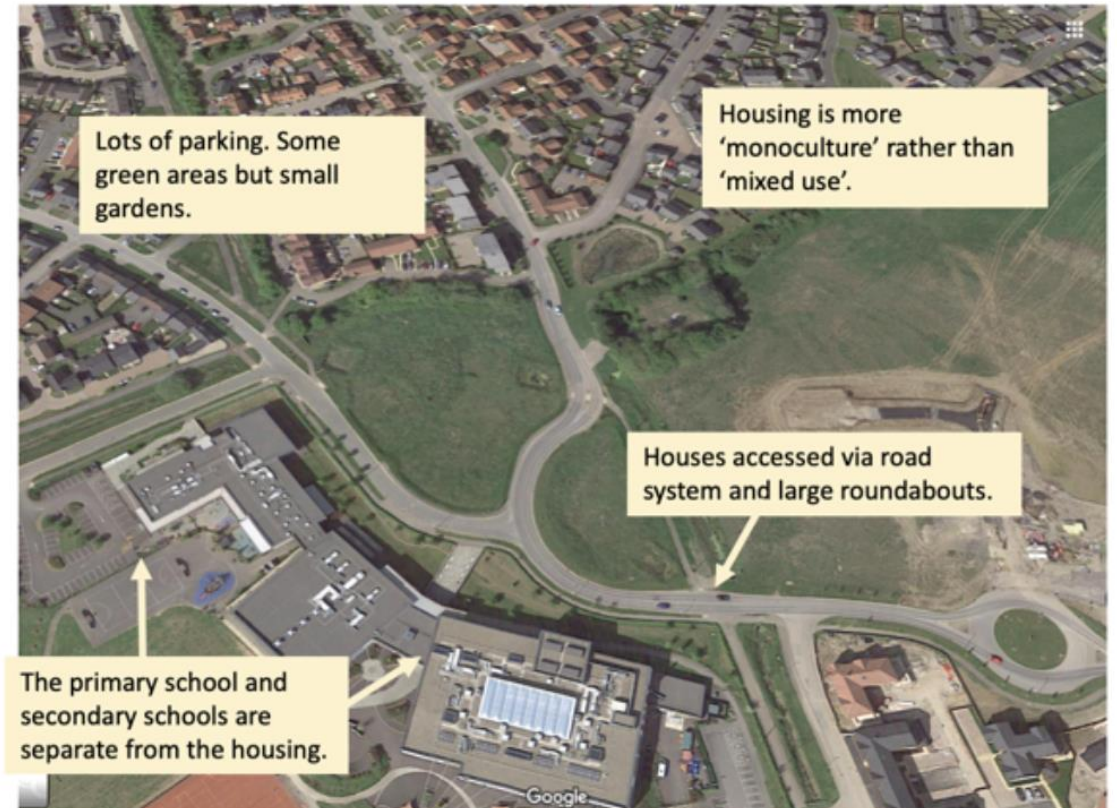 Lots of parking. Some
green areas but small
gardens.
Housing is more
‘monoculture’ rather than
‘mixed use’.
Houses accessed via road
system and large roundabouts.
The primary school and
secondary schools are
separate from the housing.
Google